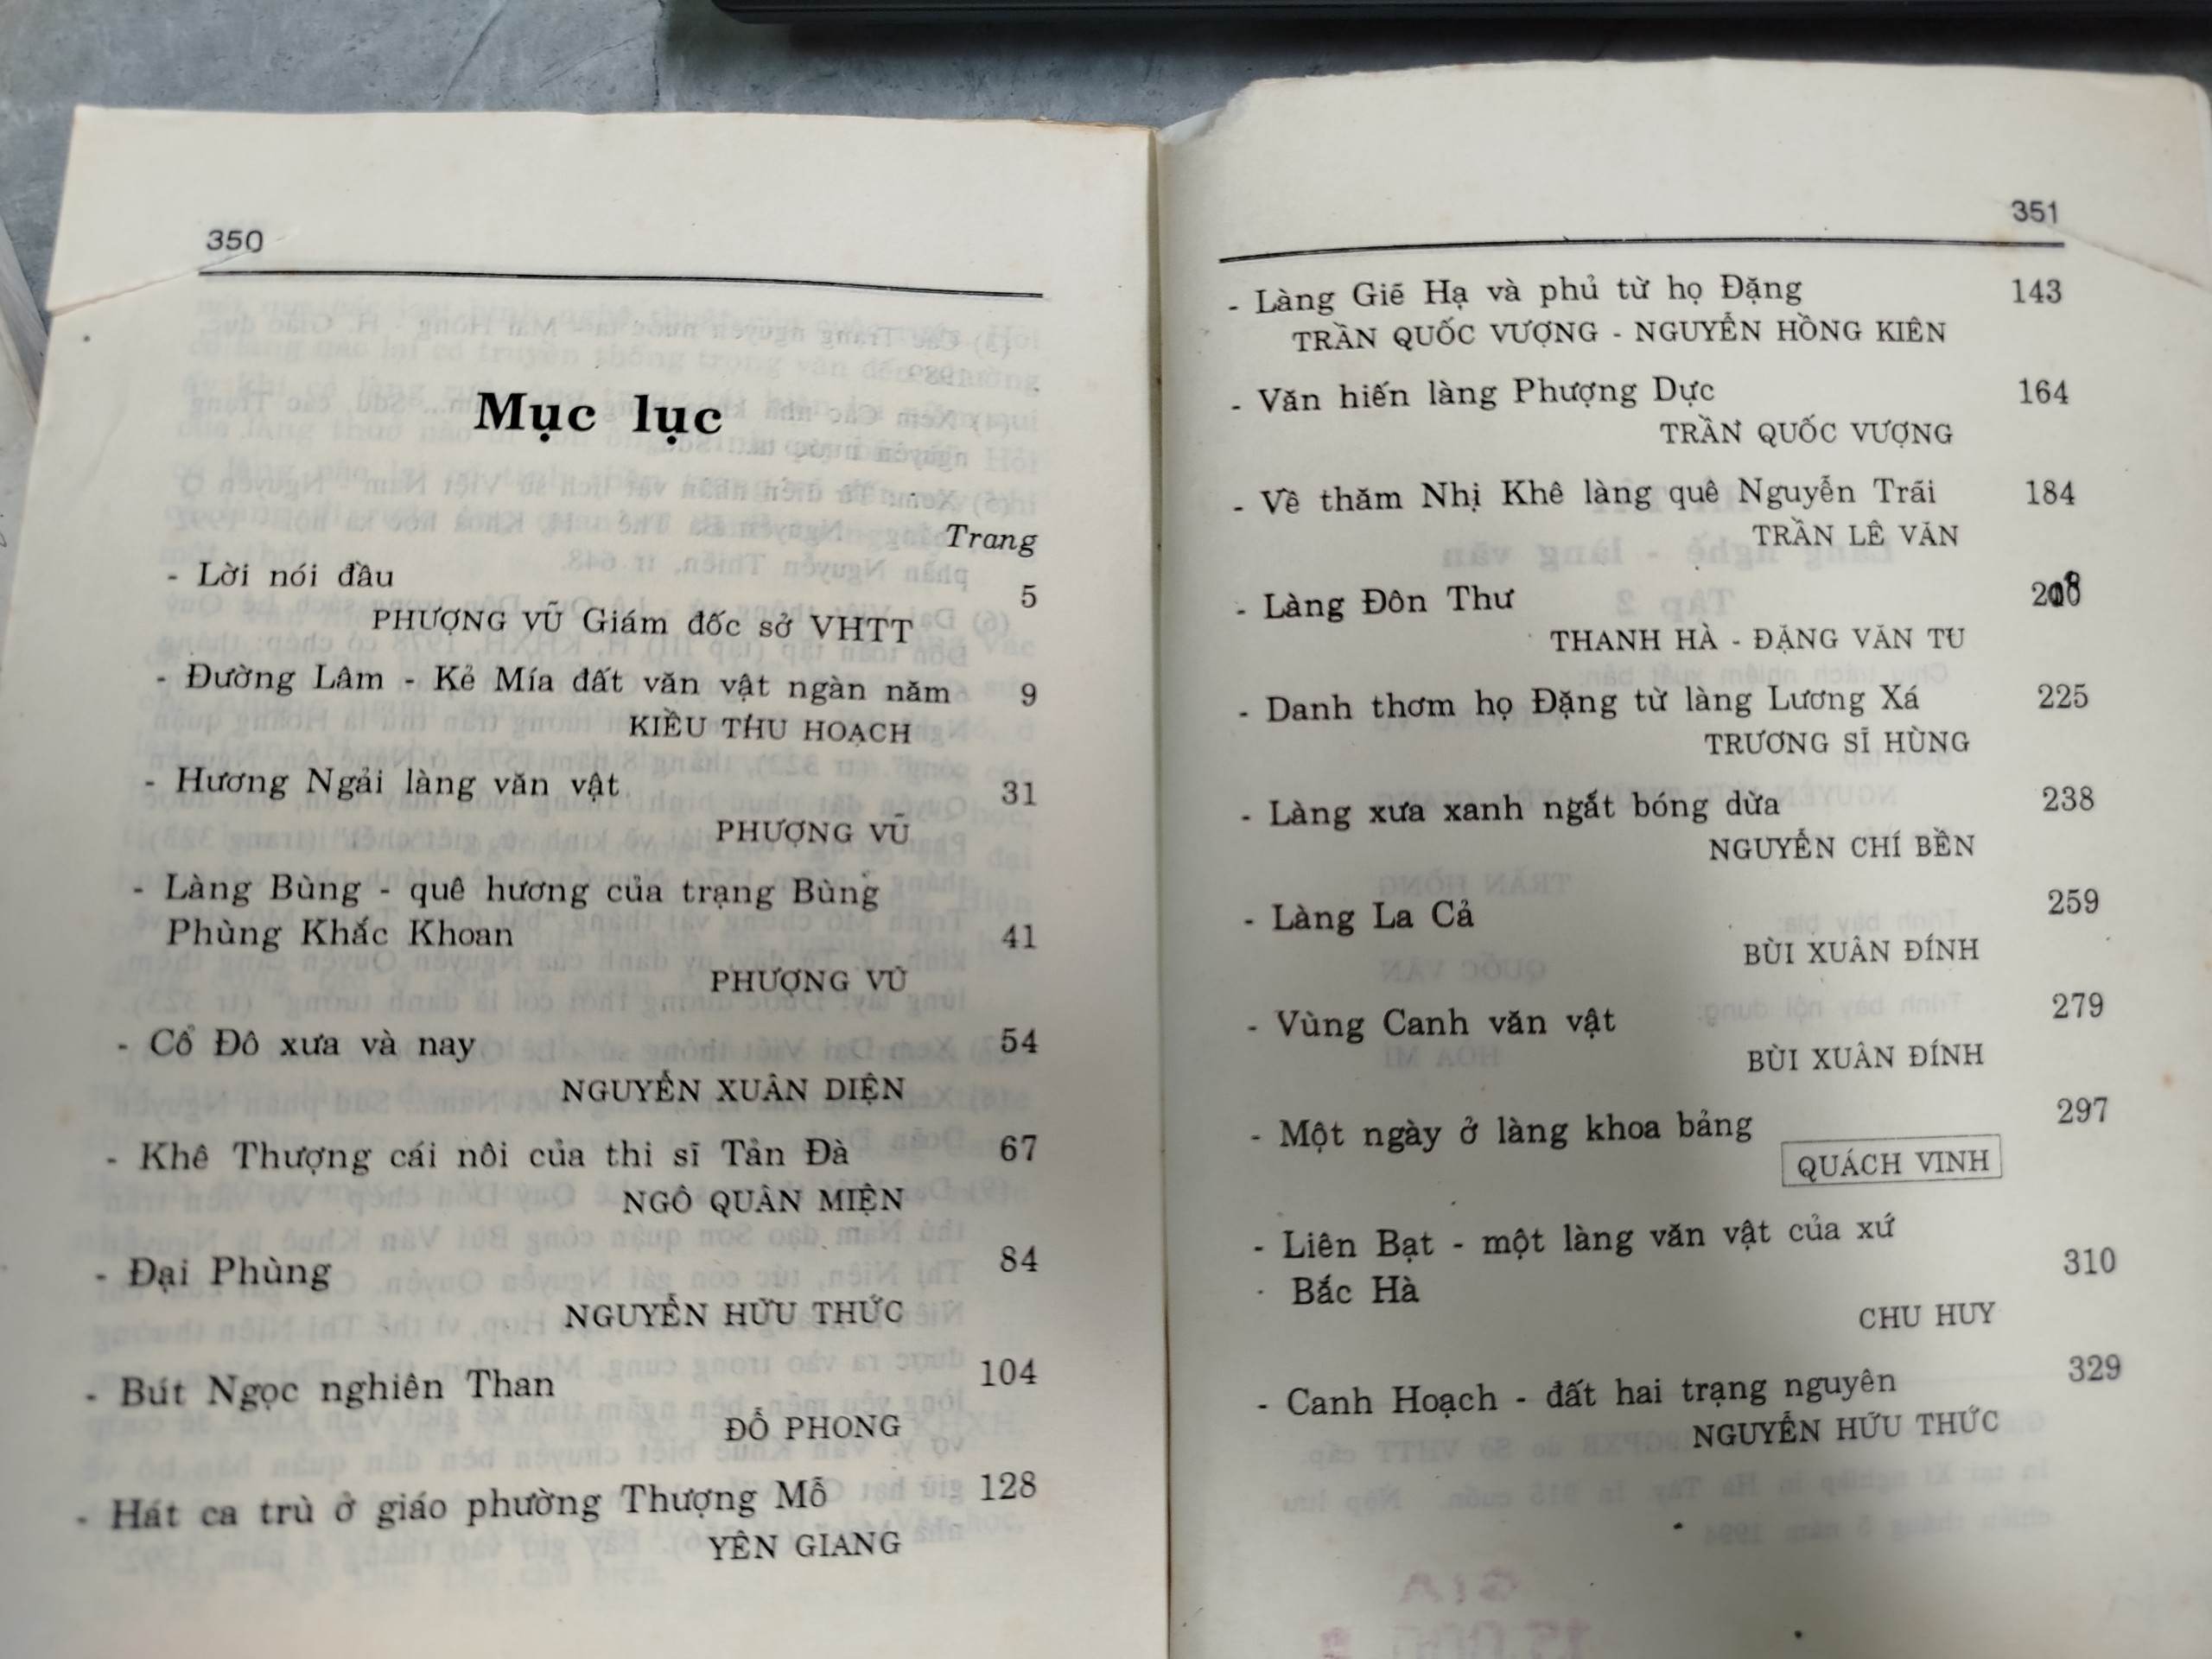 350
Mục lục
Trang
- Lời nói đầu 5
PHƯỢNG VŨ Giám đốc sở VHTT
- Đường Lâm - Kẻ Mía đất văn vật ngàn năm 9
KIỀU THU HOẠCH
- Hương Ngải làng văn vật 31
PHƯỢNG VŨ
- Làng Bùng - quê hương của trạng Bùng
Phùng Khắc Khoan 41
PHƯỢNG VŨ
- Cổ Đô xưa và nay 54
NGUYỄN XUÂN DIỆN
- Khê Thượng cái nôi của thi sĩ Tản Đà 67
NGÔ QUÂN MIỆN
- Đại Phùng 84
NGUYỄN HỮU THỨC
- Bút Ngọc nghiên Than 104
ĐỖ PHONG
- Hát ca trù ở giáo phường Thượng Mỗ 128
YÊN GIANG
351
- Làng Giẽ Hạ và phủ từ họ Đặng 143
TRẦN QUỐC VƯỢNG - NGUYỄN HỒNG KIÊN
- Văn hiến làng Phượng Dực 164
TRẦN QUỐC VƯỢNG
- Về thăm Nhị Khê làng quê Nguyễn Trãi 184
TRẦN LÊ VĂN
- Làng Đôn Thư
THANH HÀ - ĐẶNG VĂN TU
- Danh thơm họ Đặng từ làng Lương Xá 225
TRƯƠNG SĨ HÙNG
- Làng xưa xanh ngắt bóng dừa 238
NGUYỄN CHÍ BỀN
- Làng La Cả 259
BÙI XUÂN ĐÍNH
- Vùng Canh văn vật 279
BÙI XUÂN ĐÍNH
- Một ngày ở làng khoa bảng 297
QUÁCH VINH
- Liên Bạt - một làng văn vật của xứ
Bắc Hà 310
CHU HUY
- Canh Hoạch - đất hai trạng nguyên 329
NGUYỄN HỮU THỨC